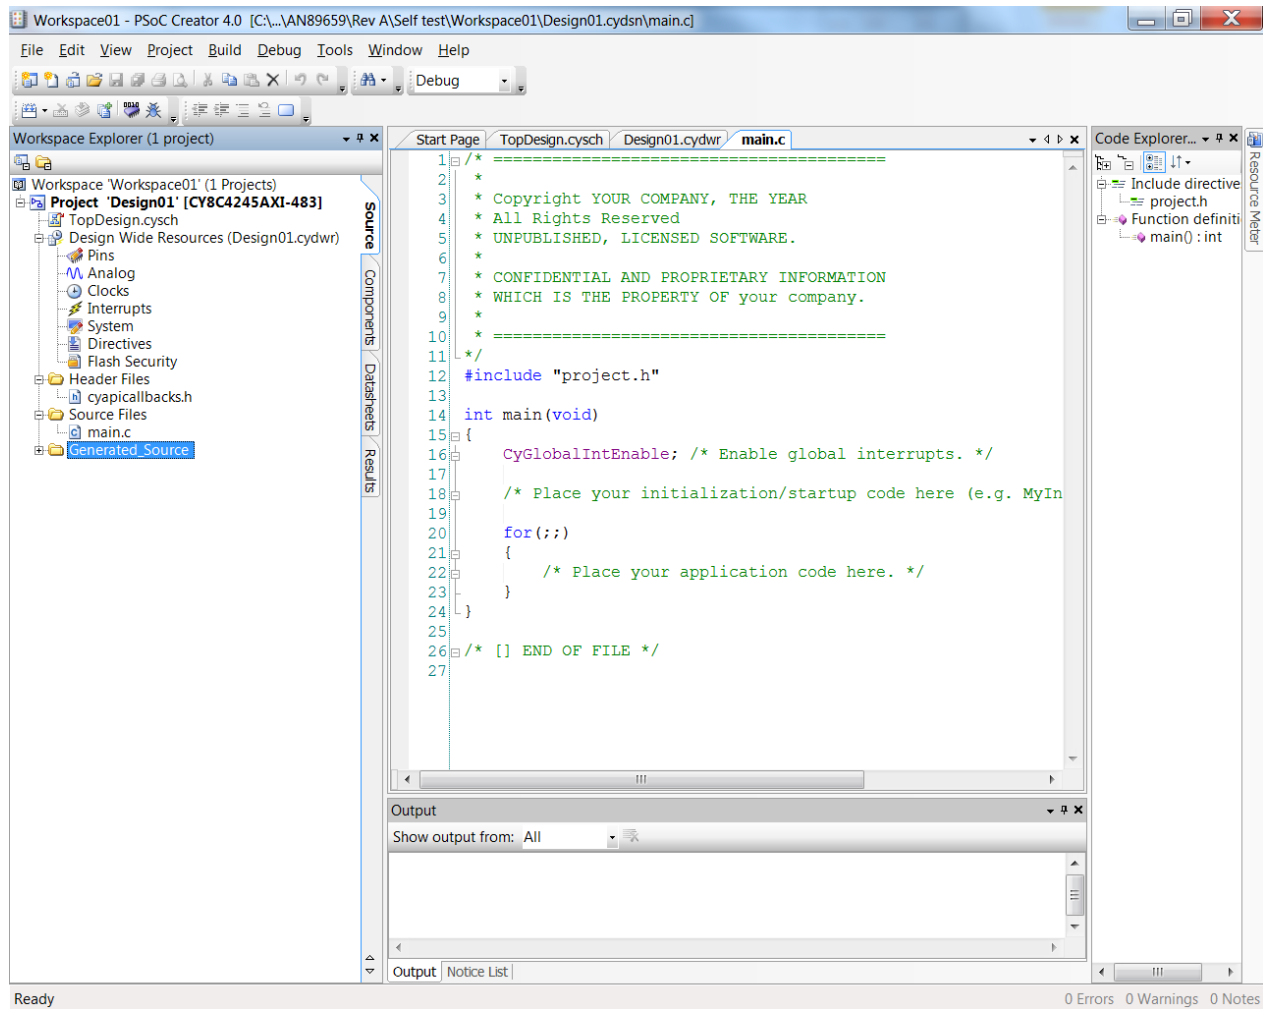 Workspace01 - PSoC Creator 4.0 [C:\...\AN89659\Rev A\Self test\Workspace01\Design01.cydsn\main.c]
File Edit View Project Build Debug Tools Window Help
Debug
Workspace Explorer (1 project)
Workspace 'Workspace01' (1 Projects)
Project 'Design01' [CY8C4245AXI-483]
TopDesign.cysch
Design Wide Resources (Design01.cydwr)
Pins
Analog
Clocks
Interrupts
System
Directives
Flash Security
Header Files
cyapicallbacks.h
Source Files
main.c
Generated_Source
Source
Components
Datasheets
Results
Start Page TopDesign.cysch Design01.cydwr main.c
1 /* ========================================
2 *
3 * Copyright YOUR COMPANY, THE YEAR
4 * All Rights Reserved
5 * UNPUBLISHED, LICENSED SOFTWARE.
6 *
7 * CONFIDENTIAL AND PROPRIETARY INFORMATION
8 * WHICH IS THE PROPERTY OF your company.
9 *
10 * ========================================
11 */
12 #include "project.h"
13
14 int main(void)
15 {
16 CyGlobalIntEnable; /* Enable global interrupts. */
17
18 /* Place your initialization/startup code here (e.g. MyIn
19
20 for(;;)
21 {
22 /* Place your application code here. */
23 }
24 }
25
26 /* [] END OF FILE */
27
Output
Show output from: All
Output Notice List
Code Explorer...
Include directive
project.h
Function definiti
main() : int
Resource Meter
Ready
0 Errors 0 Warnings 0 Notes